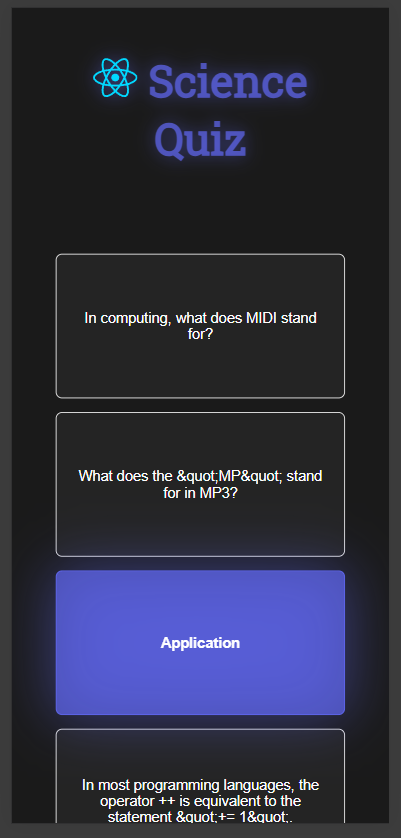 Science
Quiz
In computing, what does MIDI stand
for?
What does the &quot;MP&quot; stand
for in MP3?
Application
In most programming languages, the
operator ++ is equivalent to the
statement &quot;+= 1&quot;.